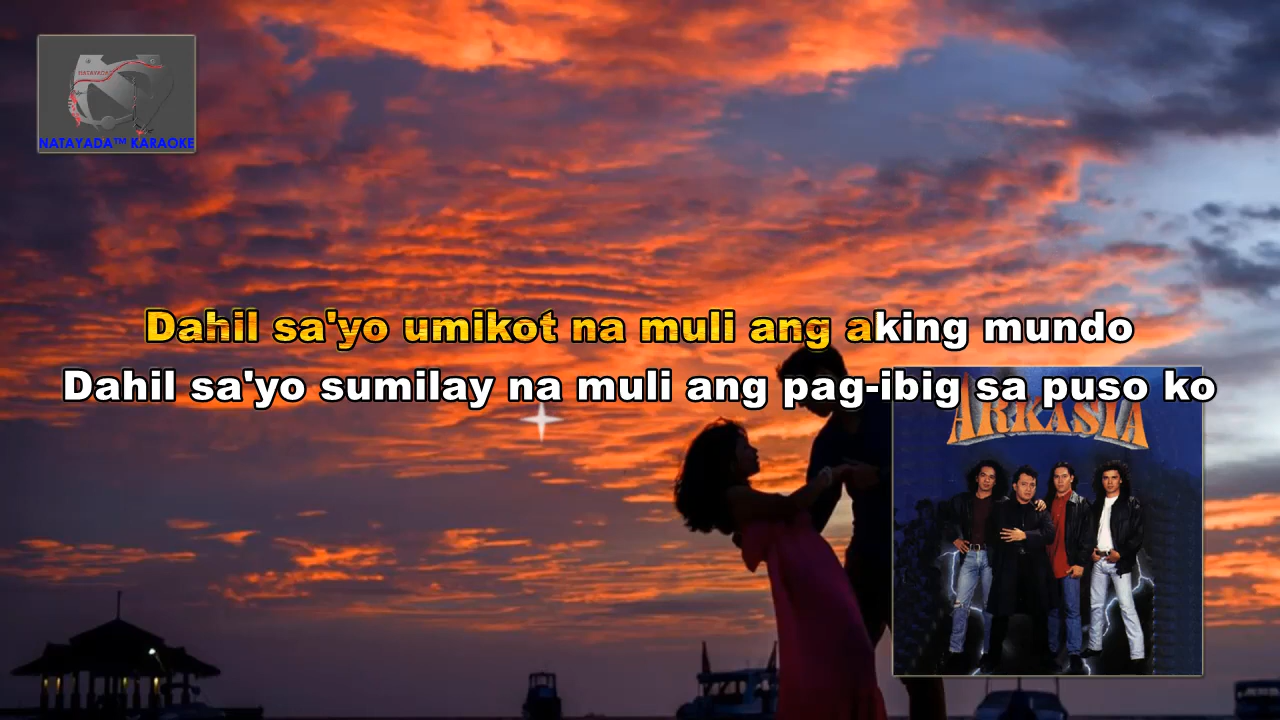 NATAYADA™ KARAOKE
Dahil sa'yo umikot na muli ang aking mundo
Dahil sa'yo sumilay na muli ang pag-ibig sa puso ko
ARKASIA